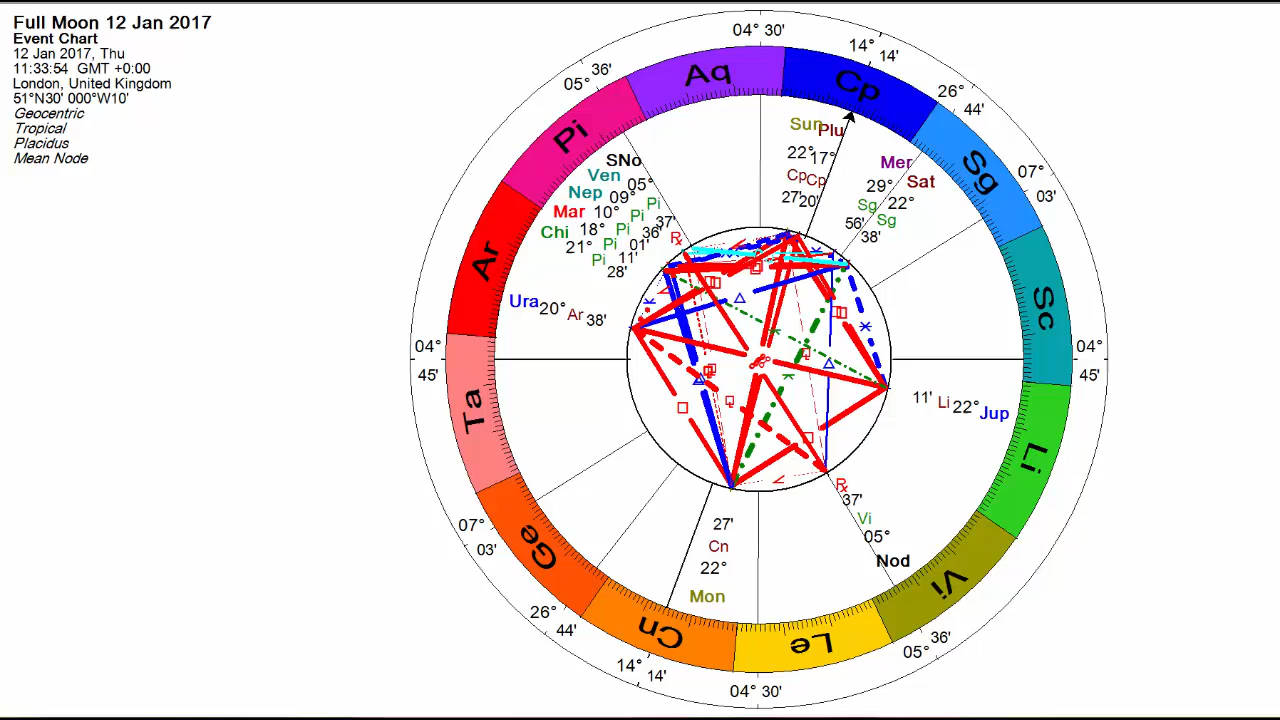 Full Moon 12 Jan 2017
Event Chart
12 Jan 2017, Thu
11:33:54 GMT +0:00
London, United Kingdom
51°N30' 000°W10'
Geocentric
Tropical
Placidus
Mean Node
04° 30'
14° 14'
26° 44'
07° 03'
04° 45'
05° 36'
04° 30'
14° 14'
26° 44'
07° 03'
04° 45'
05° 36'
Aq
Cp
Sg
Sc
Li
Vi
Le
Cn
Ge
Ta
Ar
Pi
Sun 22° Cp 27'
Plu 17° Cp 20'
Mer 29° Sg 56'
Sat 22° Sg 38'
SNo 05° Pi 37' ℞
Ven 09° Pi 36'
Nep 10° Pi 01'
Mar 18° Pi 11'
Chi 21° Pi 28'
Ura 20° Ar 38'
11' Li 22° Jup
℞
37'
Vi
05°
Nod
27'
Cn
22°
Mon